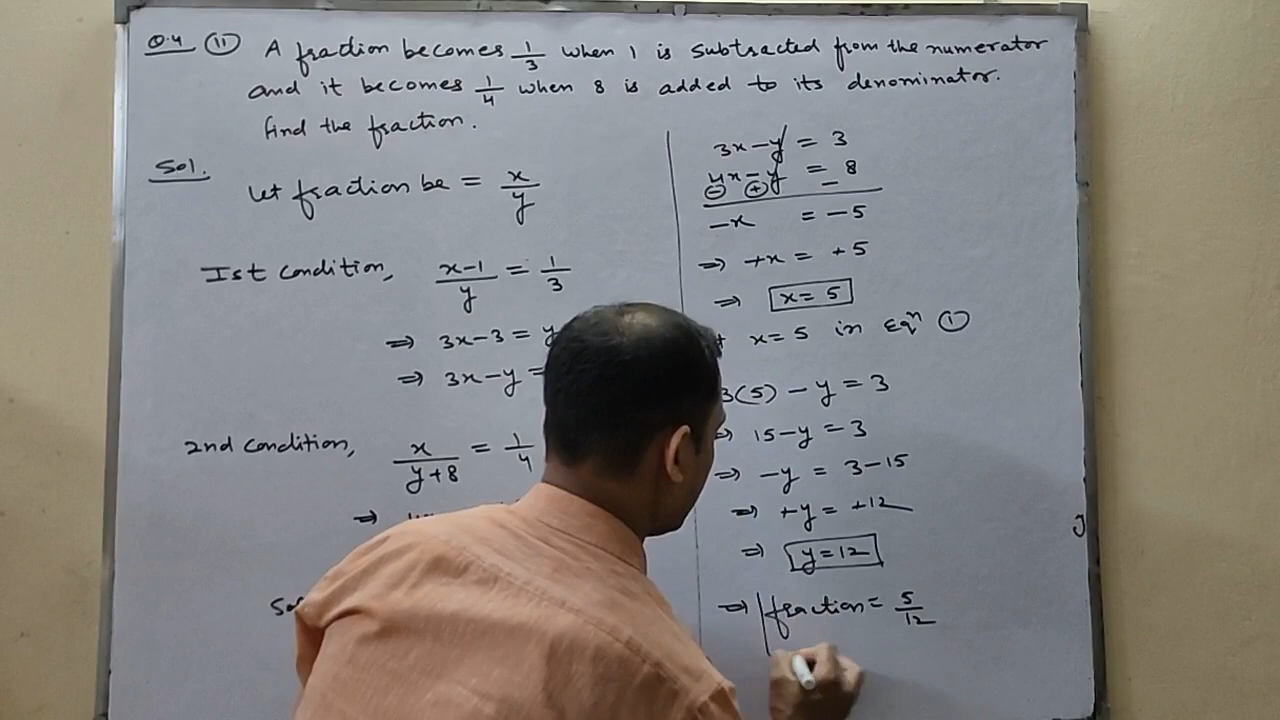 Q.4 (ii) A fraction becomes 1/3 when 1 is subtracted from the numerator
and it becomes 1/4 when 8 is added to its denominator.
find the fraction.
Sol.
Let fraction be = x/y
Ist Condition, (x-1)/y = 1/3
⇒ 3x-3 = y
⇒ 3x-y =
2nd Condition, x/(y+8) = 1/4
⇒
3x-y = 3
4x-y = 8
⊖ ⊕ −
-x = -5
⇒ +x = +5
⇒ x = 5
x=5 in Eqⁿ ①
3(5) - y = 3
⇒ 15-y = 3
⇒ -y = 3-15
⇒ +y = +12
⇒ y = 12
⇒ fraction = 5/12